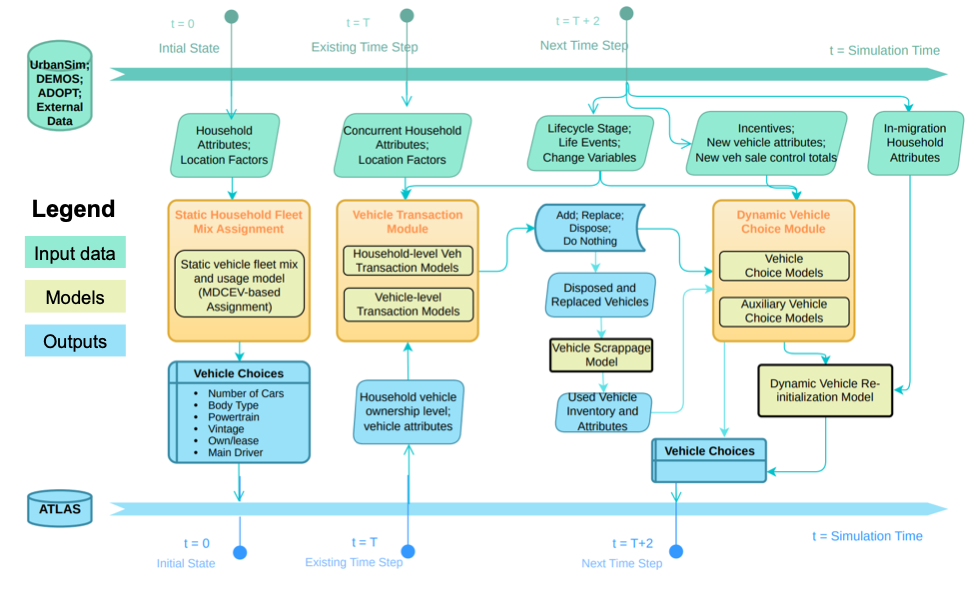 t = 0
Intial State
t = T
Existing Time Step
t = T + 2
Next Time Step
t = Simulation Time
UrbanSim;
DEMOS;
ADOPT;
External
Data
Household
Attributes;
Location Factors
Concurrent Household
Attributes;
Location Factors
Lifecycle Stage;
Life Events;
Change Variables
Incentives;
New vehicle attributes;
New veh sale control totals
In-migration
Household
Attributes
Legend
Input data
Models
Outputs
Static Household Fleet
Mix Assignment
Static vehicle fleet mix
and usage model
(MDCEV-based
Assignment)
Vehicle Transaction
Module
Household-level Veh
Transaction Models
Vehicle-level
Transaction Models
Add; Replace;
Dispose;
Do Nothing
Disposed and
Replaced Vehicles
Vehicle Scrappage
Model
Used Vehicle
Inventory and
Attributes
Dynamic Vehicle
Choice Module
Vehicle
Choice Models
Auxiliary Vehicle
Choice Models
Dynamic Vehicle Re-
initialization Model
Vehicle Choices
• Number of Cars
• Body Type
• Powertrain
• Vintage
• Own/lease
• Main Driver
Household vehicle
ownership level;
vehicle attributes
Vehicle Choices
ATLAS
t = 0
Initial State
t = T
Existing Time Step
t = T+2
Next Time Step
t = Simulation Time